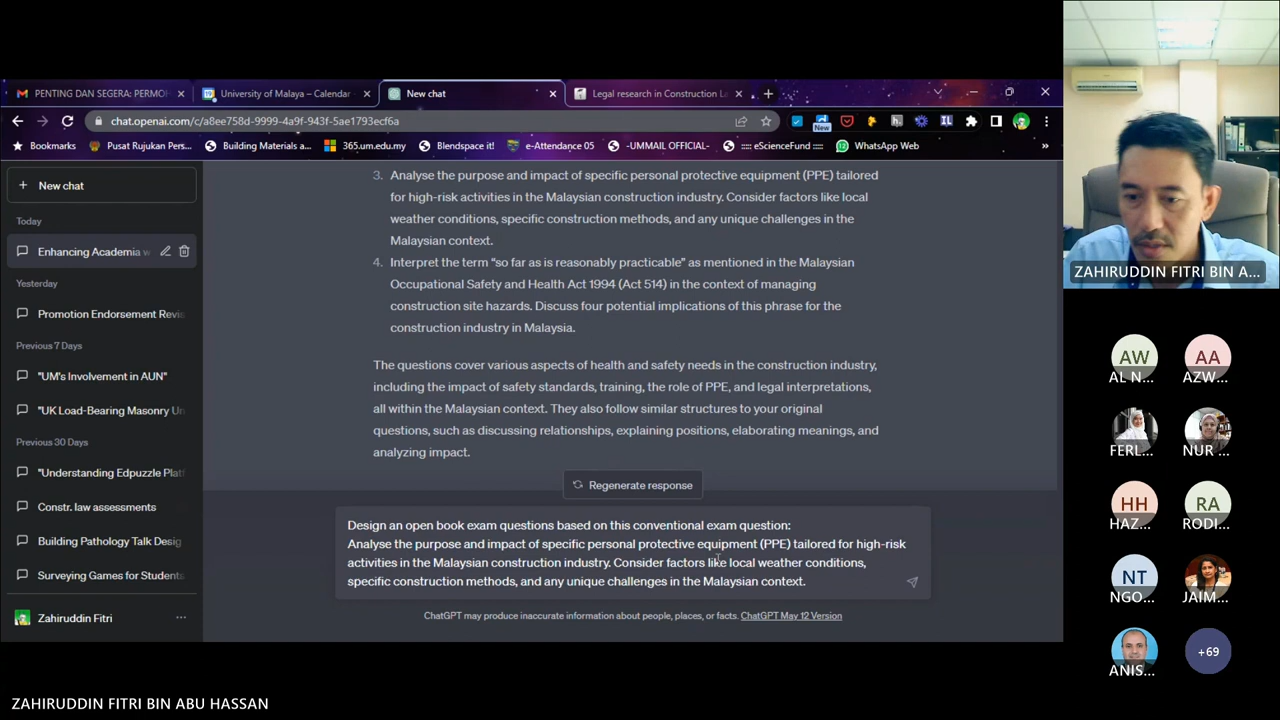 PENTING DAN SEGERA: PERMOH
University of Malaya – Calendar
New chat
Legal research in Construction La
chat.openai.com/c/a8ee758d-9999-4a9f-943f-5ae1793ecf6a
New
Bookmarks
Pusat Rujukan Pers...
Building Materials a...
365.um.edu.my
Blendspace it!
e-Attendance 05
-UMMAIL OFFICIAL-
:::: eScienceFund ::::
WhatsApp Web
New chat
Today
Enhancing Academia w
Yesterday
Promotion Endorsement Revis
Previous 7 Days
"UM's Involvement in AUN"
"UK Load-Bearing Masonry Un
Previous 30 Days
"Understanding Edpuzzle Platf
Constr. law assessments
Building Pathology Talk Desig
Surveying Games for Students
Zahiruddin Fitri
3. Analyse the purpose and impact of specific personal protective equipment (PPE) tailored
for high-risk activities in the Malaysian construction industry. Consider factors like local
weather conditions, specific construction methods, and any unique challenges in the
Malaysian context.
4. Interpret the term “so far as is reasonably practicable” as mentioned in the Malaysian
Occupational Safety and Health Act 1994 (Act 514) in the context of managing
construction site hazards. Discuss four potential implications of this phrase for the
construction industry in Malaysia.
The questions cover various aspects of health and safety needs in the construction industry,
including the impact of safety standards, training, the role of PPE, and legal interpretations,
all within the Malaysian context. They also follow similar structures to your original
questions, such as discussing relationships, explaining positions, elaborating meanings, and
analyzing impact.
Regenerate response
Design an open book exam questions based on this conventional exam question:
Analyse the purpose and impact of specific personal protective equipment (PPE) tailored for high-risk
activities in the Malaysian construction industry. Consider factors like local weather conditions,
specific construction methods, and any unique challenges in the Malaysian context.
ChatGPT may produce inaccurate information about people, places, or facts. ChatGPT May 12 Version
ZAHIRUDDIN FITRI BIN A...
AW
AL N...
AA
AZW...
FERL...
NUR ...
HH
HAZ...
RA
RODI...
NT
NGO...
JAIM...
ANIS...
+69
ZAHIRUDDIN FITRI BIN ABU HASSAN